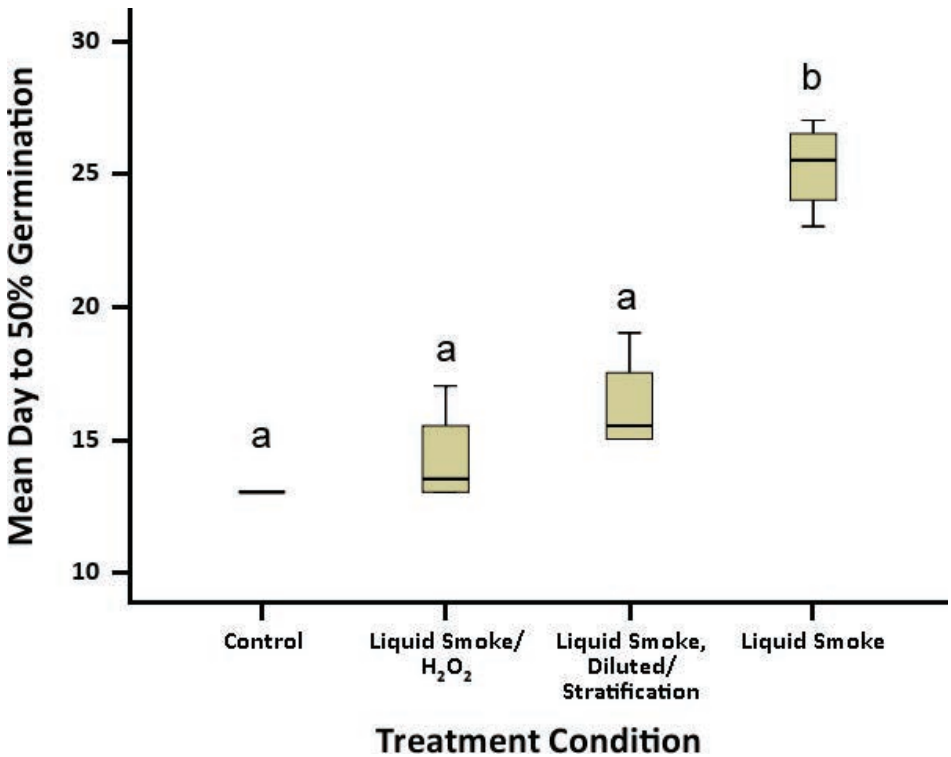 Mean Day to 50% Germination
30
25
20
15
10
a
a
a
b
Control
Liquid Smoke/
H₂O₂
Liquid Smoke,
Diluted/
Stratification
Liquid Smoke
Treatment Condition